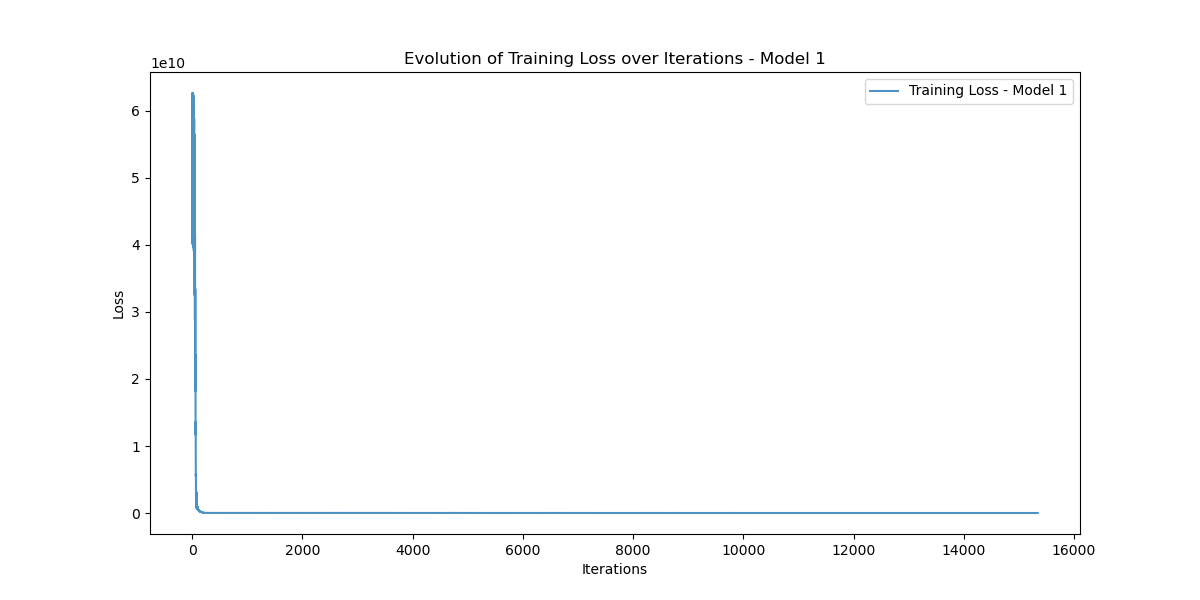 Evolution of Training Loss over Iterations - Model 1
1e10
Training Loss - Model 1
6
5
4
3
2
1
0
Loss
0 2000 4000 6000 8000 10000 12000 14000 16000
Iterations